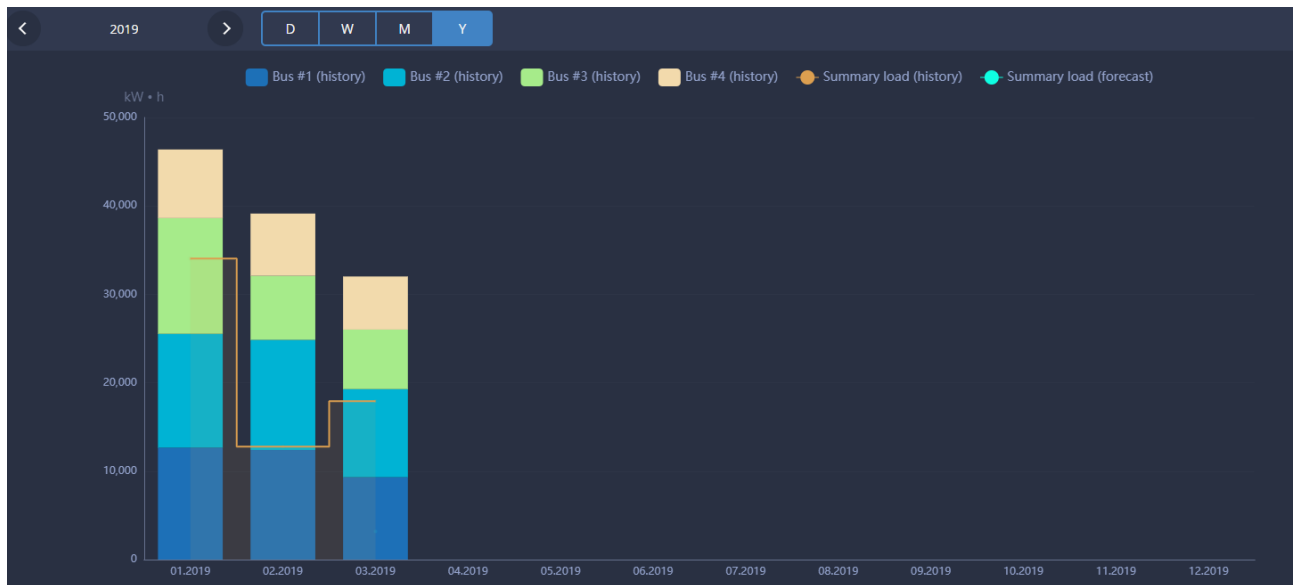 2019 D W M Y
Bus #1 (history) Bus #2 (history) Bus #3 (history) Bus #4 (history) Summary load (history) Summary load (forecast)
kW • h
50,000
40,000
30,000
20,000
10,000
0
01.2019 02.2019 03.2019 04.2019 05.2019 06.2019 07.2019 08.2019 09.2019 10.2019 11.2019 12.2019